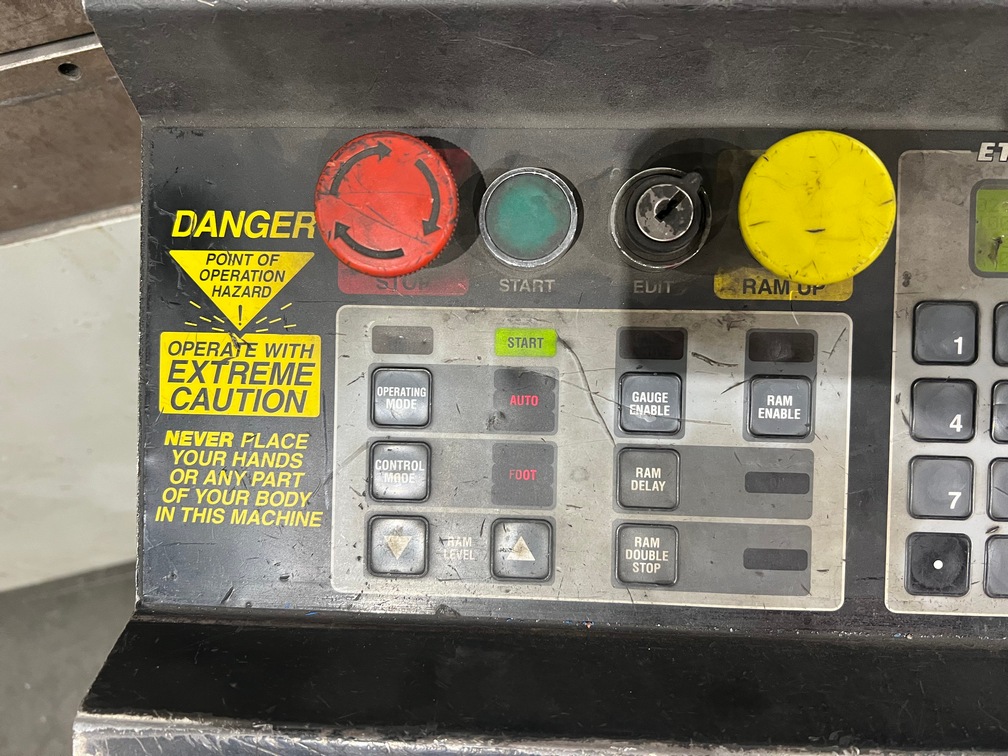 DANGER
POINT OF
OPERATION
HAZARD
!
OPERATE WITH
EXTREME
CAUTION
NEVER PLACE
YOUR HANDS
OR ANY PART
OF YOUR BODY
IN THIS MACHINE
STOP
START
EDIT
RAM UP
START
OPERATING
MODE
AUTO
GAUGE
ENABLE
RAM
ENABLE
CONTROL
MODE
FOOT
RAM
DELAY
RAM
LEVEL
RAM
DOUBLE
STOP
ET
1
4
7